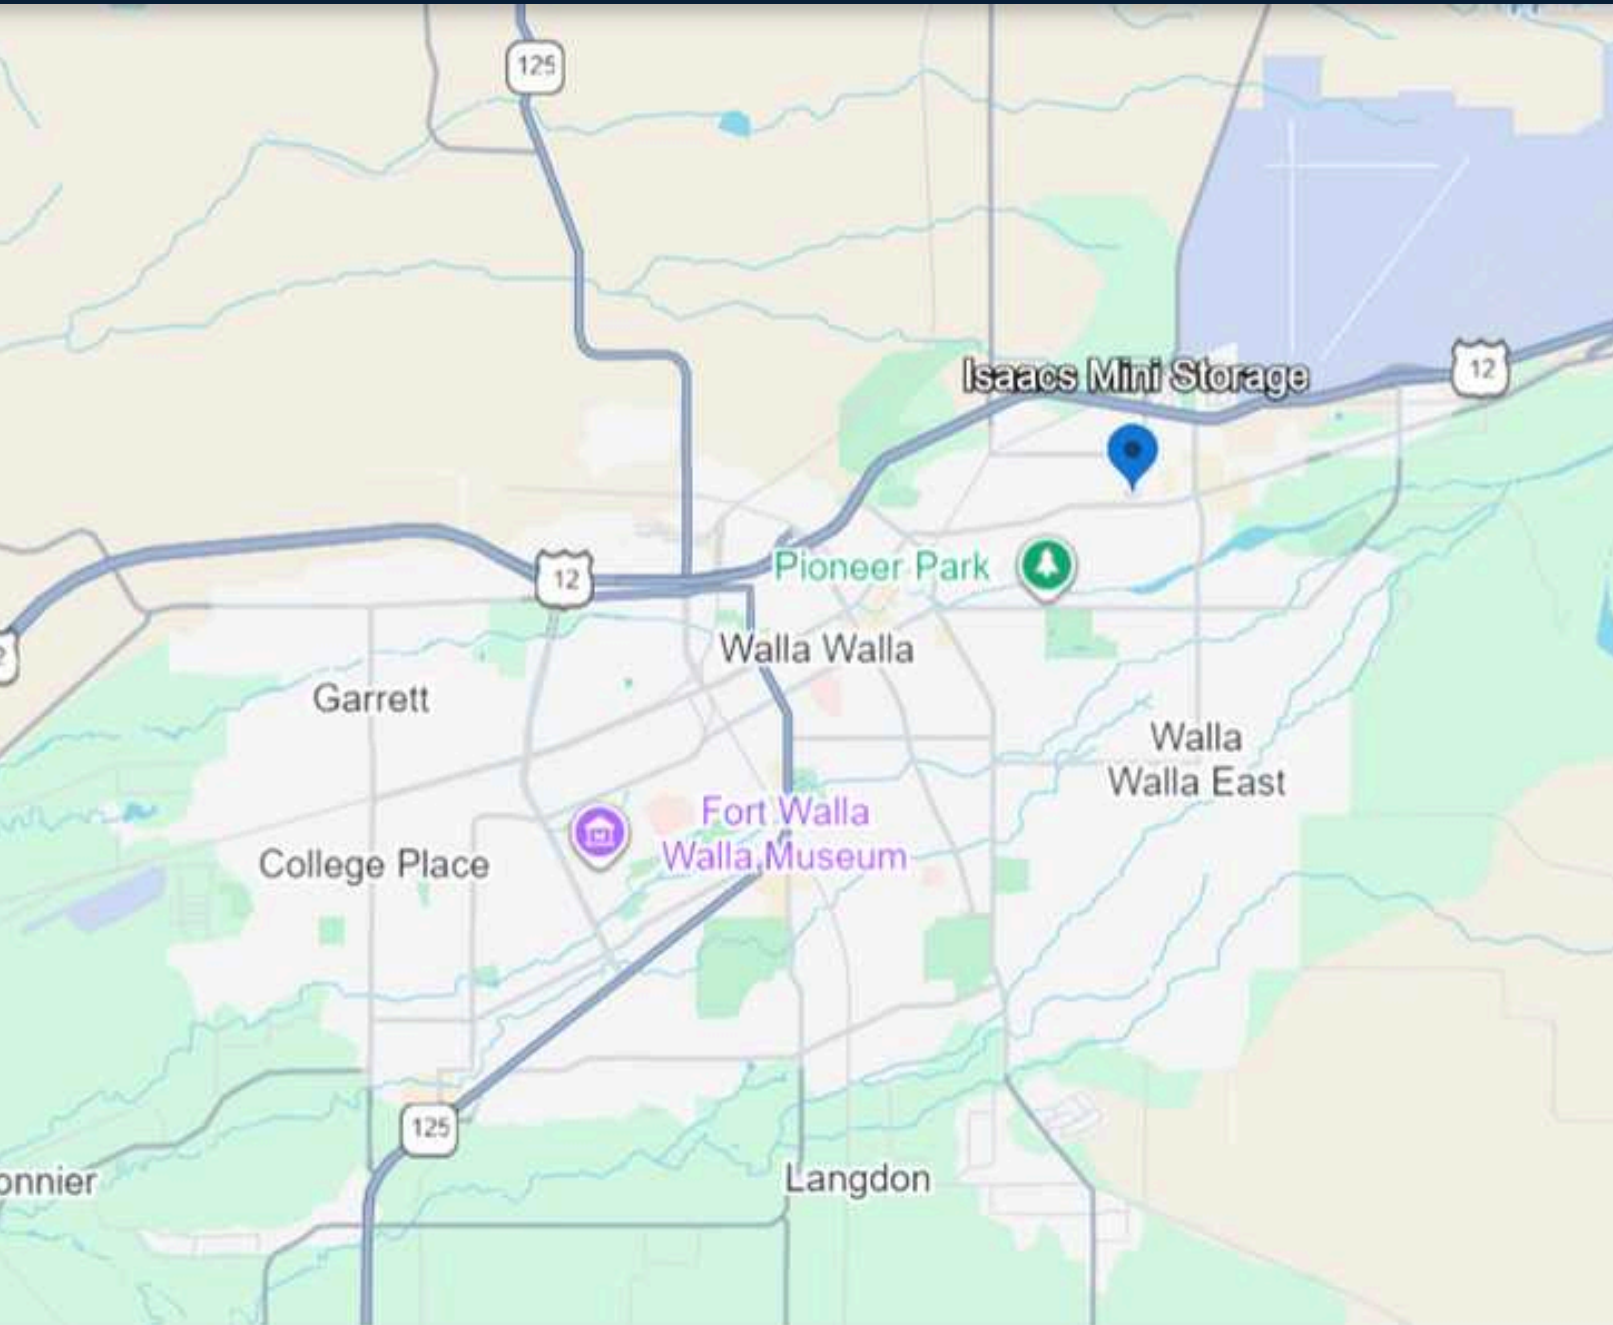 125
Isaacs Mini Storage
12
12
Pioneer Park
Walla Walla
Garrett
Walla
Walla East
Fort Walla
Walla Museum
College Place
125
onnier
Langdon